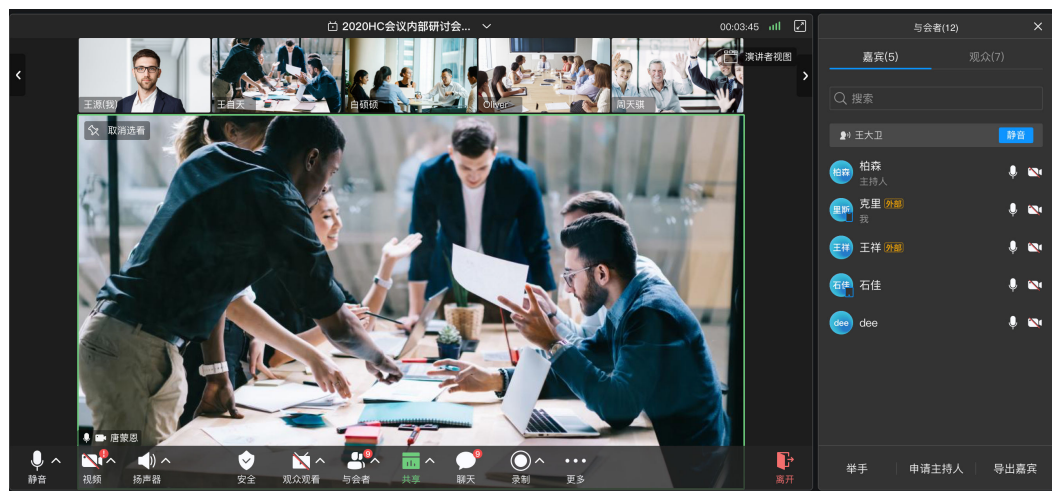 2020HC会议内部研讨会...
00:03:45
演讲者视图
王源(我)
王自天
白硕硕
Oliver
周天骐
取消选看
唐蒙恩
静音
视频
1
扬声器
安全
观众观看
与会者
9
共享
聊天
9
录制
更多
离开
与会者(12)
嘉宾(5)
观众(7)
搜索
王大卫
静音
柏森
柏森
主持人
里斯
克里 外部
我
王祥
王祥 外部
石佳
石佳
dee
dee
举手
申请主持人
导出嘉宾